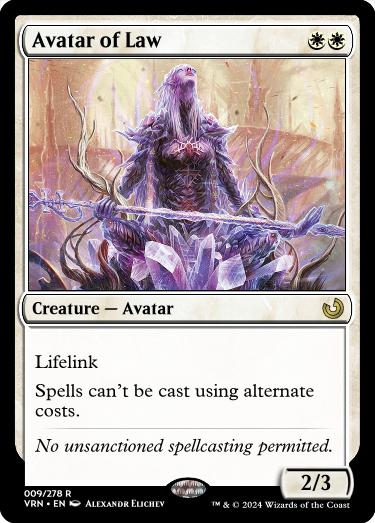 Avatar of Law
Creature — Avatar
Lifelink
Spells can't be cast using alternate
costs.
No unsanctioned spellcasting permitted.
2/3
009/278 R
VRN • EN Alexandr Elichev
™ & © 2024 Wizards of the Coast